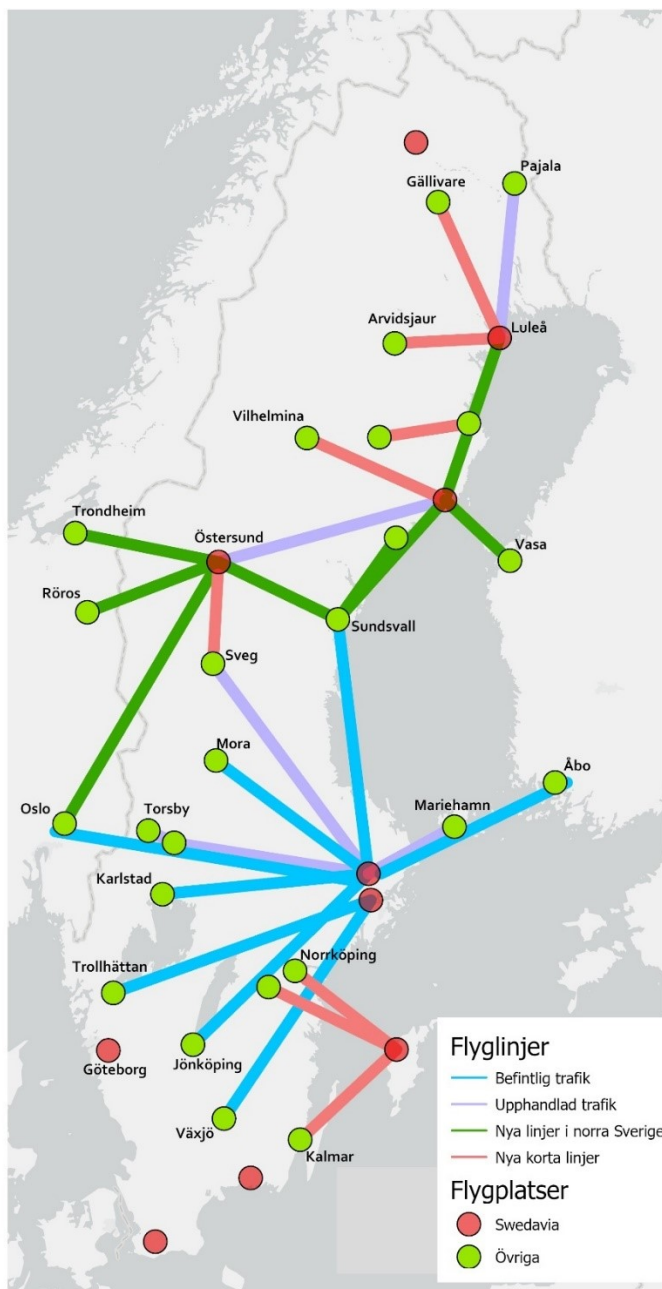 Pajala
Gällivare
Arvidsjaur
Luleå
Vilhelmina
Trondheim
Östersund
Vasa
Röros
Sundsvall
Sveg
Mora
Åbo
Mariehamn
Oslo
Torsby
Karlstad
Norrköping
Trollhättan
Göteborg
Jönköping
Växjö
Kalmar
Flyglinjer
Befintlig trafik
Upphandlad trafik
Nya linjer i norra Sverige
Nya korta linjer
Flygplatser
Swedavia
Övriga